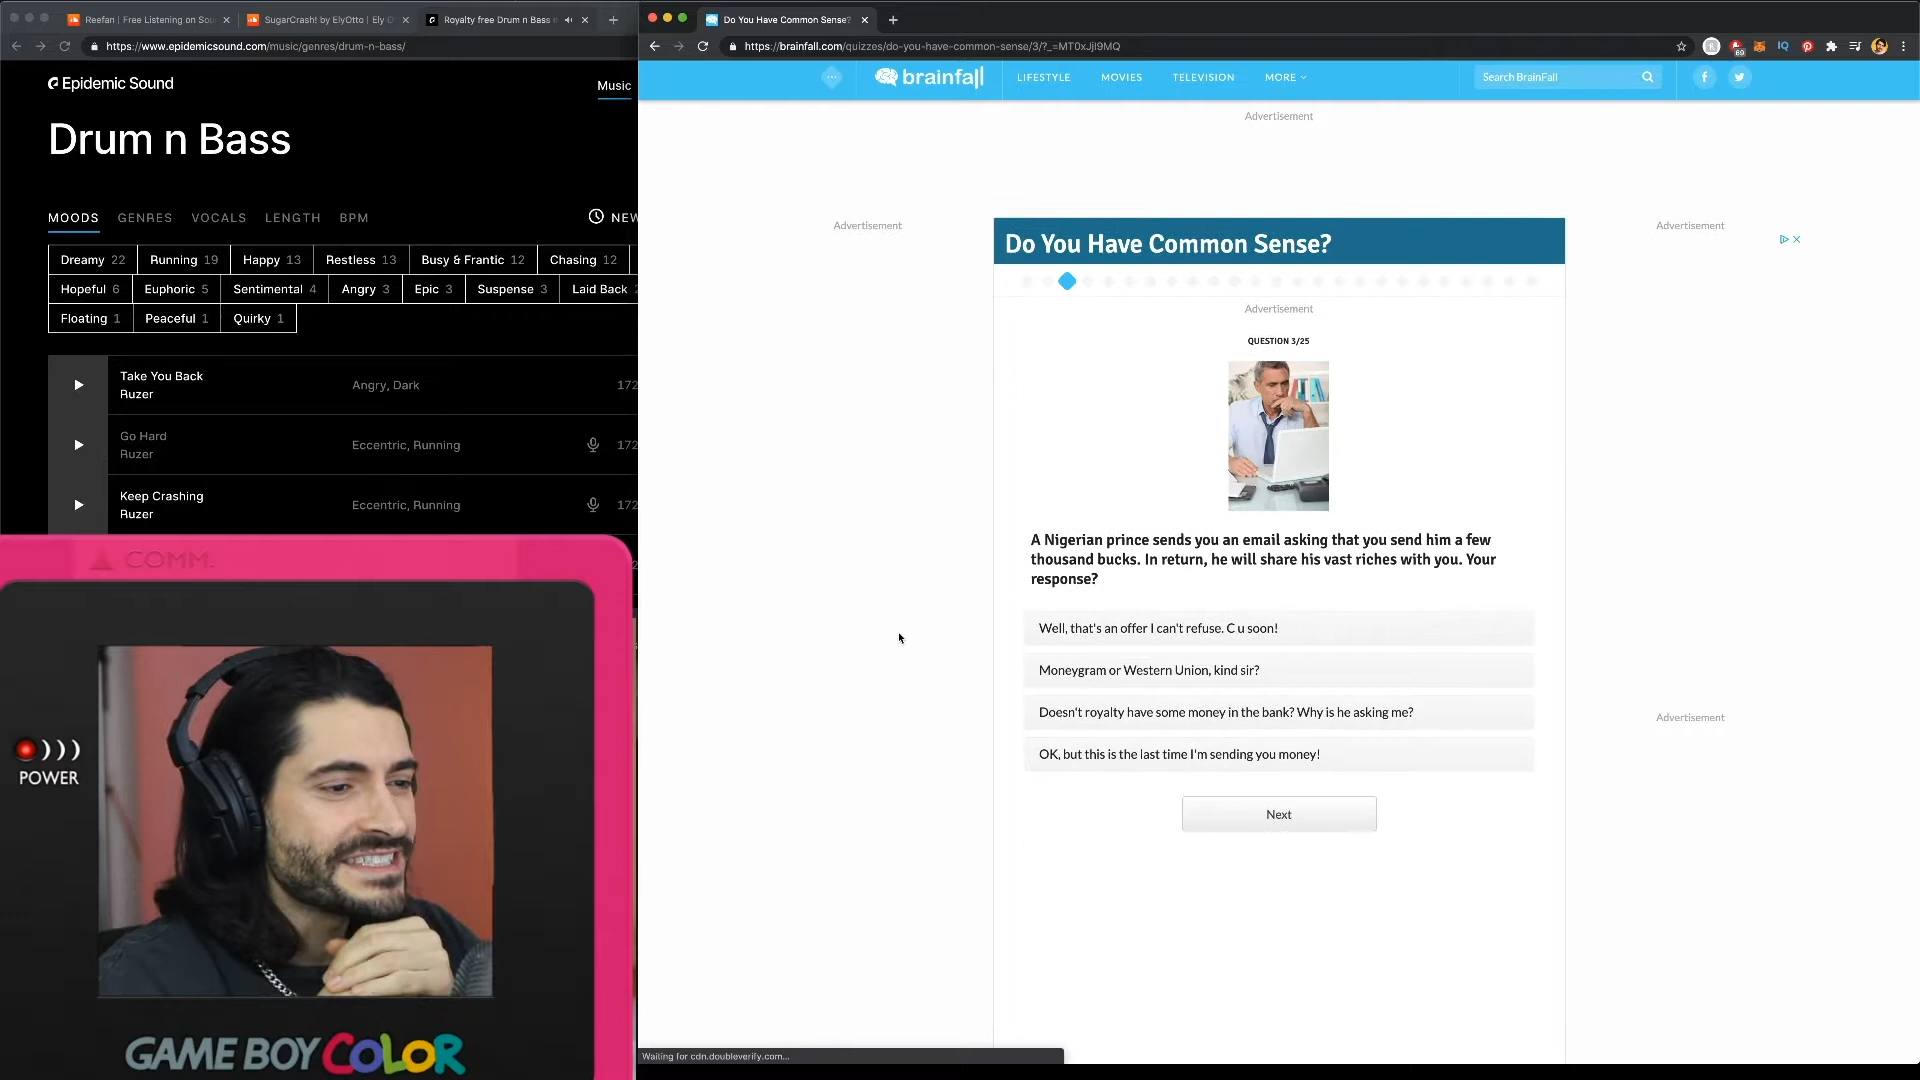 Reefan | Free Listening on Sou
SugarCrash! by ElyOtto | Ely O
Royalty free Drum n Bass m
https://www.epidemicsound.com/music/genres/drum-n-bass/
Epidemic Sound
Music
Drum n Bass
MOODS GENRES VOCALS LENGTH BPM
NEW
Dreamy 22 Running 19 Happy 13 Restless 13 Busy & Frantic 12 Chasing 12
Hopeful 6 Euphoric 5 Sentimental 4 Angry 3 Epic 3 Suspense 3 Laid Back 2
Floating 1 Peaceful 1 Quirky 1
Take You Back
Ruzer
Angry, Dark
172
Go Hard
Ruzer
Eccentric, Running
172
Keep Crashing
Ruzer
Eccentric, Running
172
COMM.
POWER
GAME BOY COLOR
Do You Have Common Sense?
https://brainfall.com/quizzes/do-you-have-common-sense/3/?_=MT0xJjI9MQ
69
IQ
brainfall
LIFESTYLE MOVIES TELEVISION MORE
Search BrainFall
Advertisement
Advertisement
Advertisement
Do You Have Common Sense?
Advertisement
QUESTION 3/25
A Nigerian prince sends you an email asking that you send him a few
thousand bucks. In return, he will share his vast riches with you. Your
response?
Well, that's an offer I can't refuse. C u soon!
Moneygram or Western Union, kind sir?
Doesn't royalty have some money in the bank? Why is he asking me?
Advertisement
OK, but this is the last time I'm sending you money!
Next
Waiting for cdn.doubleverify.com...